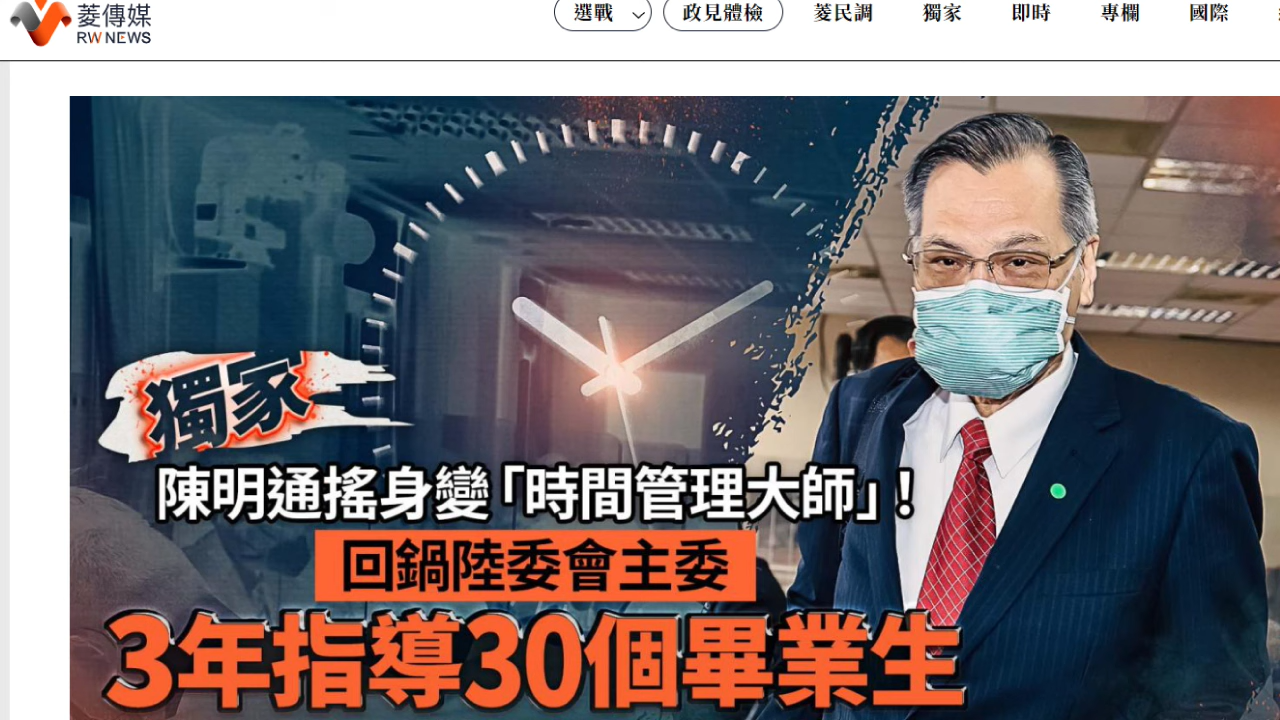 菱傳媒
RW NEWS
選戰 政見體檢 菱民調 獨家 即時 專欄 國際
獨家
陳明通搖身變「時間管理大師」!
回鍋陸委會主委
3年指導30個畢業生